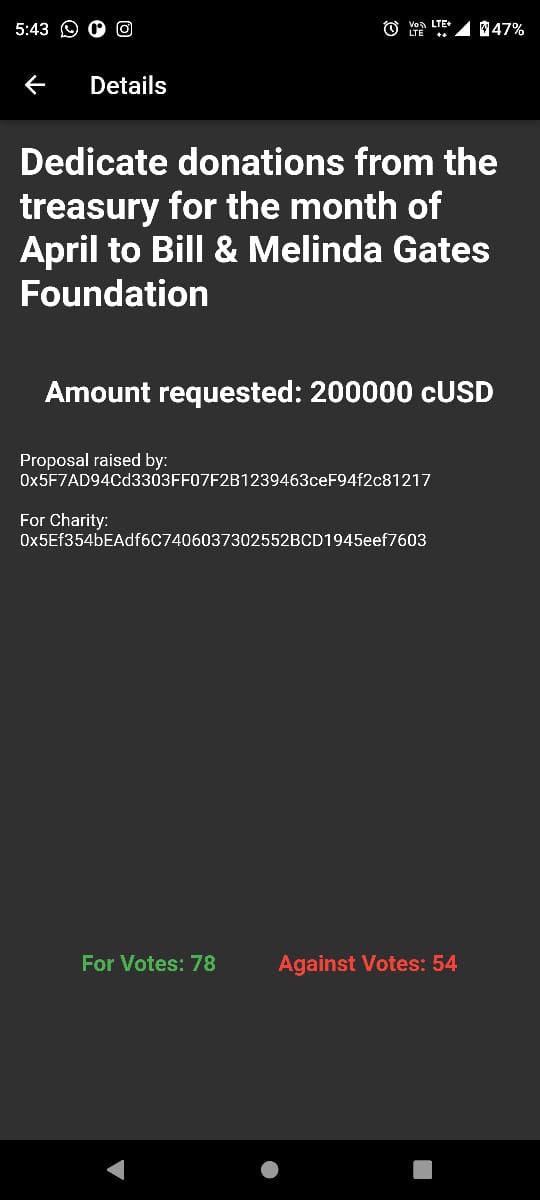 5:43
Vo))
LTE
LTE+
47%
Details
Dedicate donations from the
treasury for the month of
April to Bill & Melinda Gates
Foundation
Amount requested: 200000 cUSD
Proposal raised by:
0x5F7AD94Cd3303FF07F2B1239463ceF94f2c81217
For Charity:
0x5Ef354bEAdf6C7406037302552BCD1945eef7603
For Votes: 78
Against Votes: 54